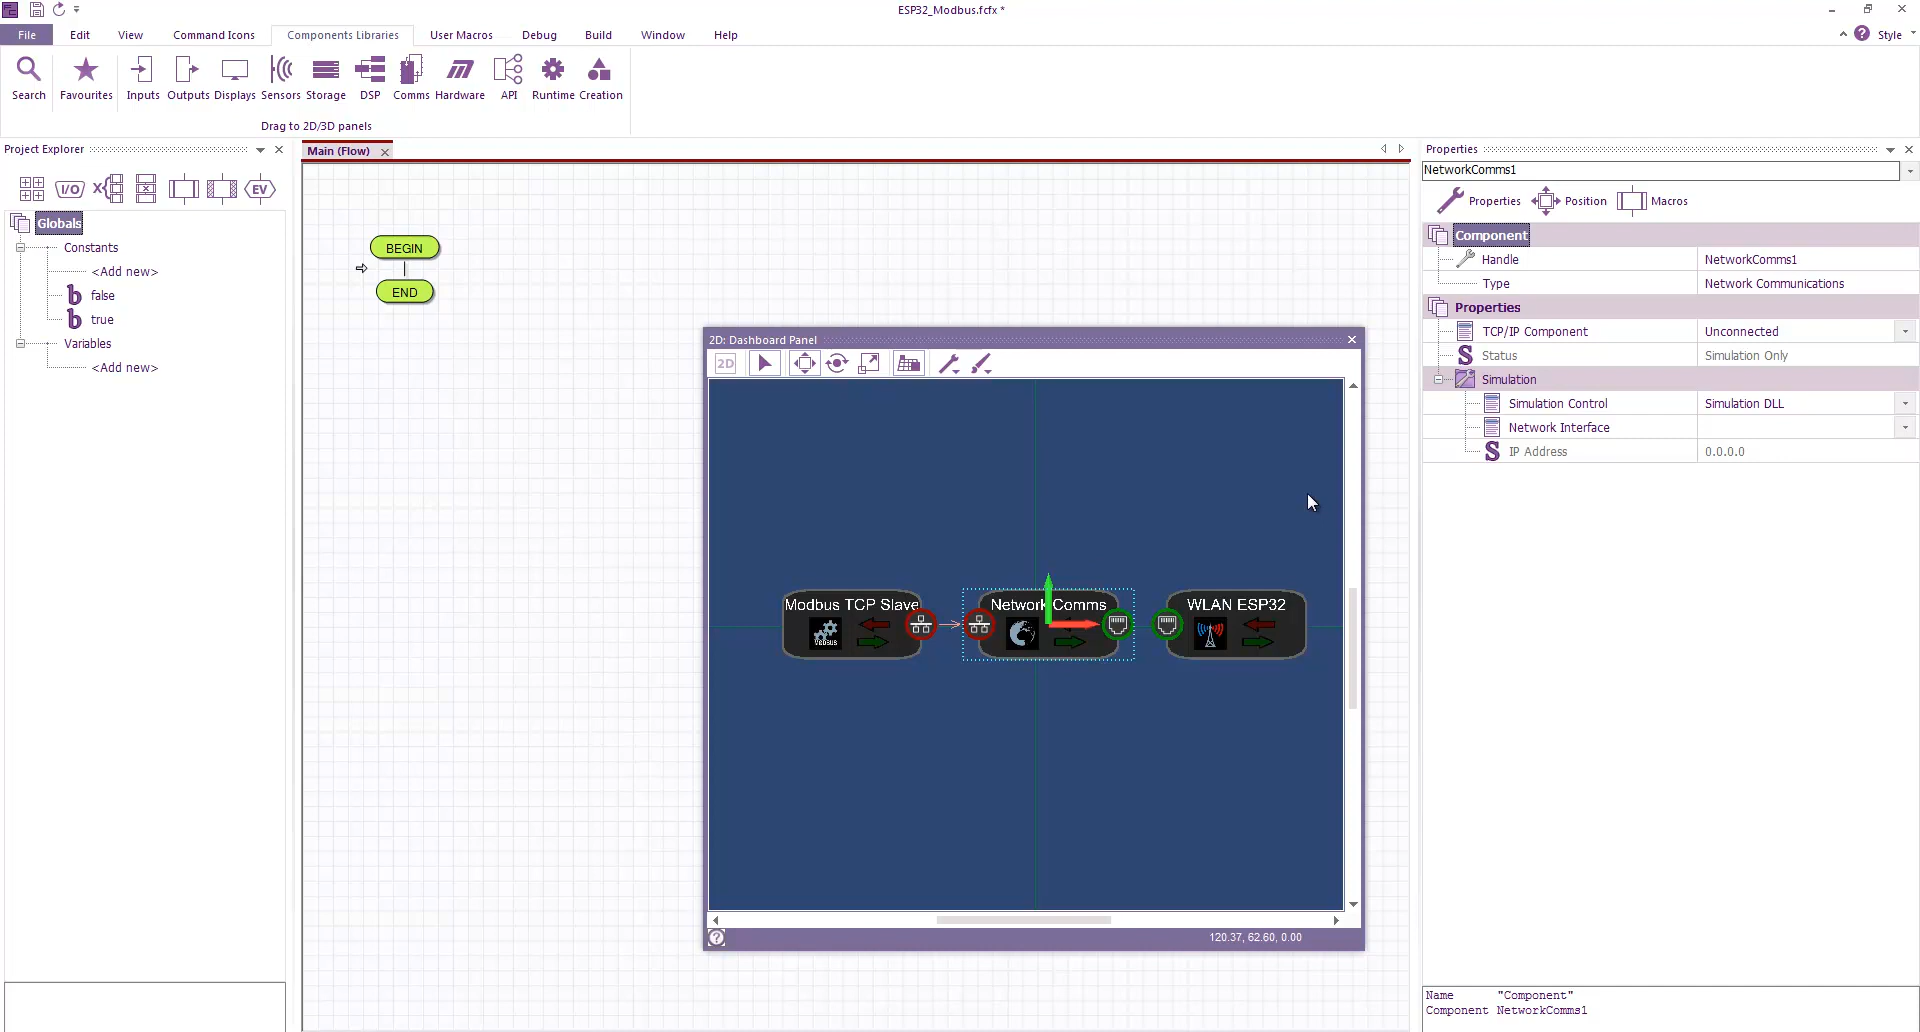 ESP32_Modbus.fcfx *
File Edit View Command Icons Components Libraries User Macros Debug Build Window Help Style
Search Favourites Inputs Outputs Displays Sensors Storage DSP Comms Hardware API Runtime Creation
Drag to 2D/3D panels
Project Explorer
I/O
EV
Globals
Constants
<Add new>
false
true
Variables
<Add new>
Main (Flow)
BEGIN
END
2D: Dashboard Panel
2D
Modbus TCP Slave
Network Comms
WLAN ESP32
120.37, 62.60, 0.00
Properties
NetworkComms1
Properties Position Macros
Component
Handle NetworkComms1
Type Network Communications
Properties
TCP/IP Component Unconnected
Status Simulation Only
Simulation
Simulation Control Simulation DLL
Network Interface
IP Address 0.0.0.0
Name "Component"
Component NetworkComms1